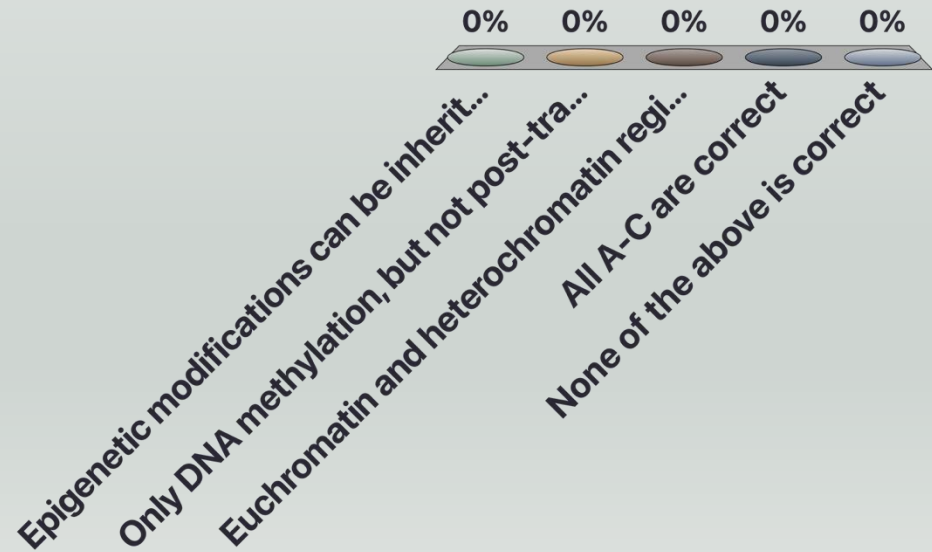 0% 0% 0% 0% 0%
Epigenetic modifications can be inherit...
Only DNA methylation, but not post-tra...
Euchromatin and heterochromatin regi...
All A-C are correct
None of the above is correct